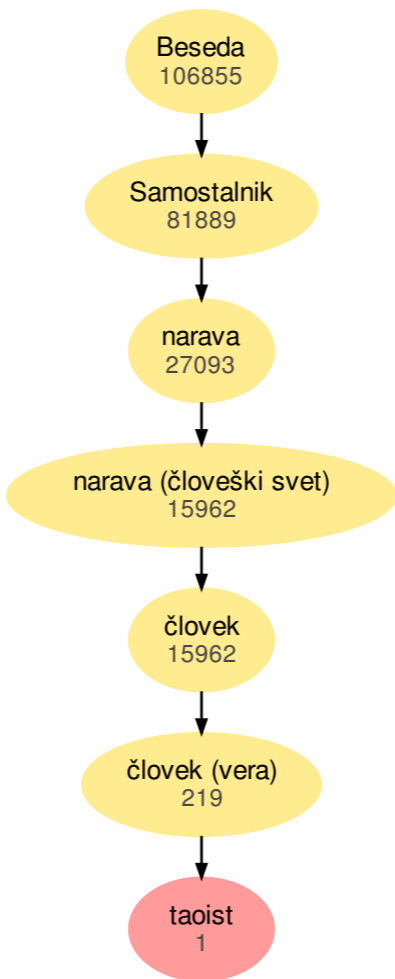 Beseda
106855
Samostalnik
81889
narava
27093
narava (človeški svet)
15962
človek
15962
človek (vera)
219
taoist
1